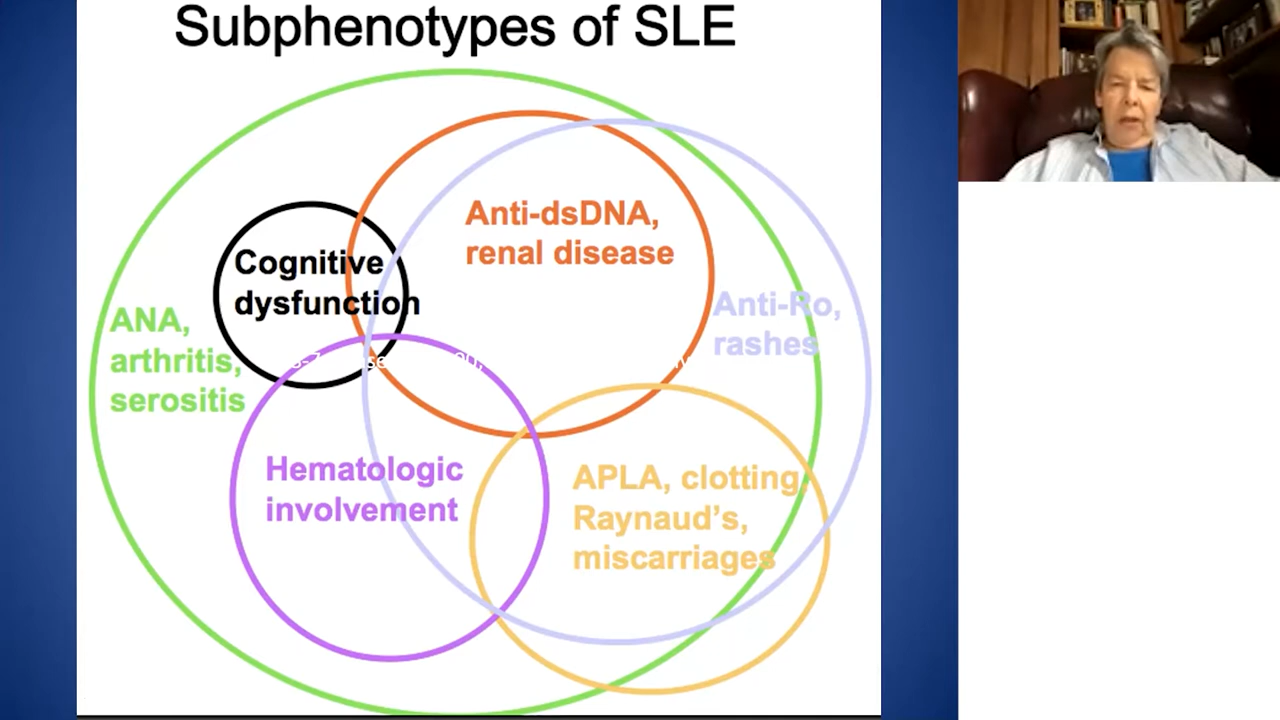 Subphenotypes of SLE
Anti-dsDNA,
renal disease
Cognitive
dysfunction
Anti-Ro,
rashes
ANA,
arthritis,
serositis
Hematologic
involvement
APLA, clotting,
Raynaud’s,
miscarriages